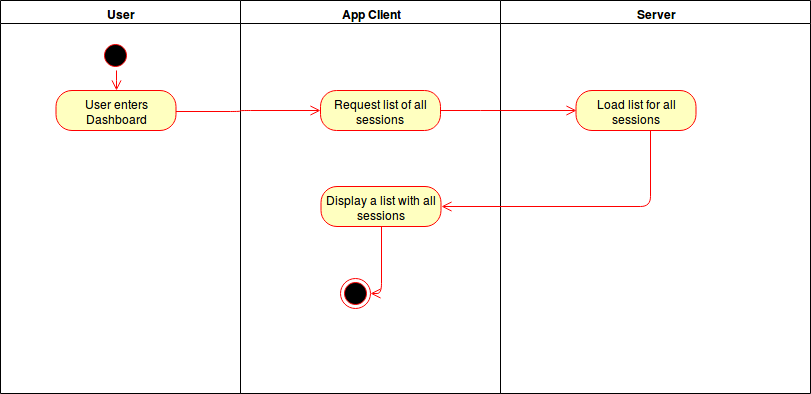 User
App Client
Server
User enters
Dashboard
Request list of all
sessions
Load list for all
sessions
Display a list with all
sessions